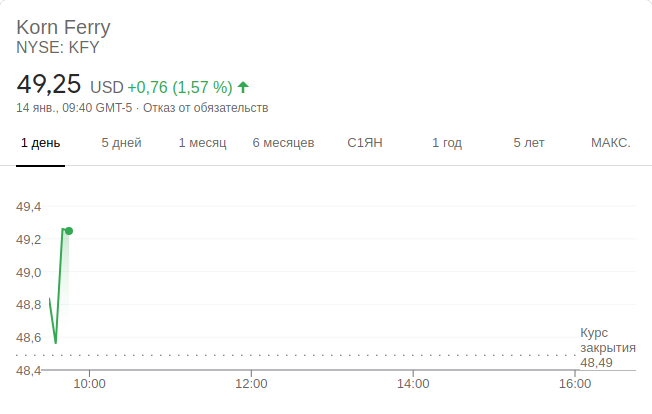 Korn Ferry
NYSE: KFY
49,25 USD +0,76 (1,57 %)
14 янв., 09:40 GMT-5 · Отказ от обязательств
1 день 5 дней 1 месяц 6 месяцев С1ЯН 1 год 5 лет МАКС.
49,4
49,2
49,0
48,8
48,6
48,4
Курс
закрытия
48,49
10:00 12:00 14:00 16:00